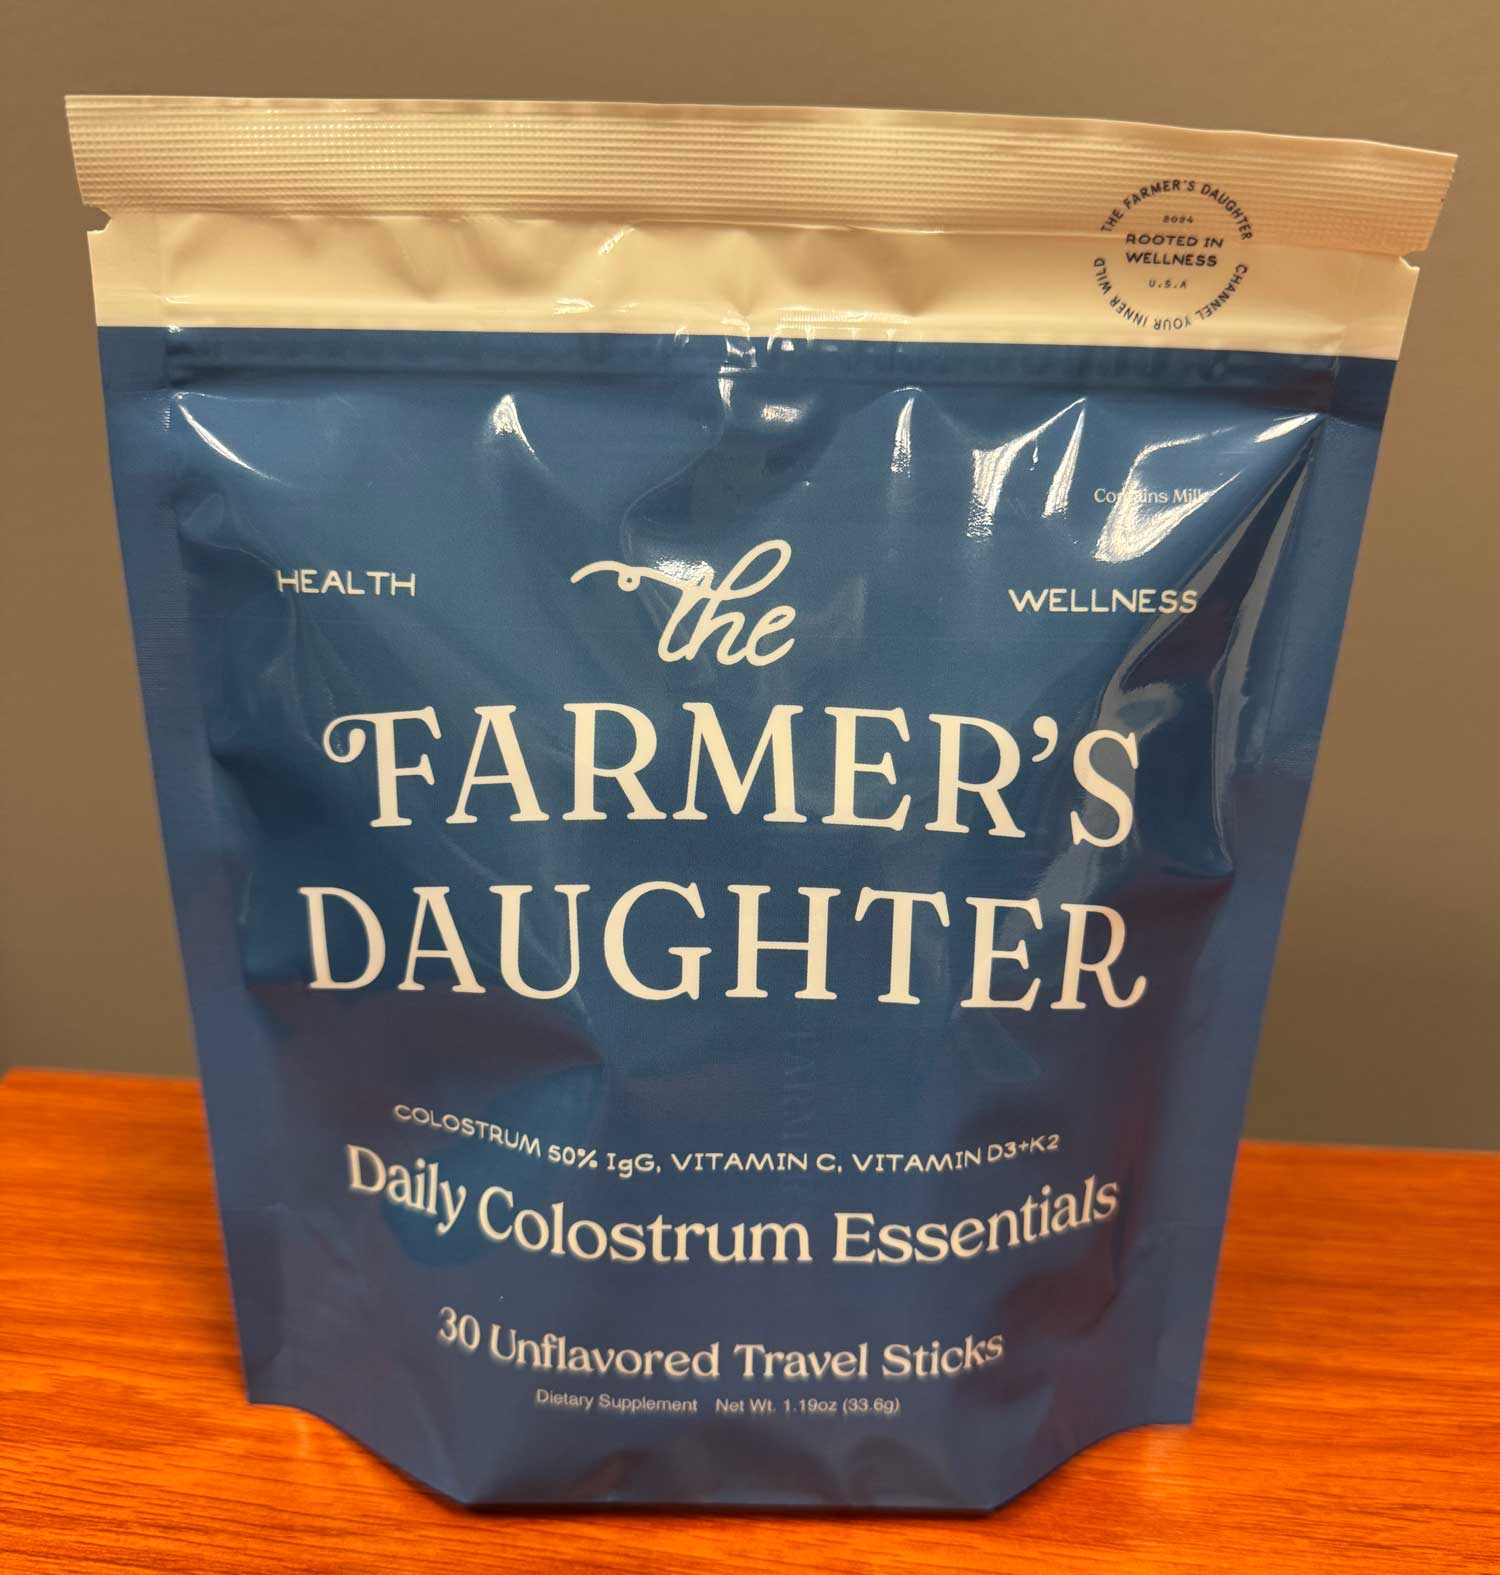 THE FARMER'S DAUGHTER
2024
ROOTED IN
WELLNESS
U.S.A
CHANNEL YOUR INNER WILD
Contains Milk
HEALTH
the
WELLNESS
FARMER'S
DAUGHTER
COLOSTRUM 50% IgG, VITAMIN C, VITAMIN D3+K2
Daily Colostrum Essentials
30 Unflavored Travel Sticks
Dietary Supplement Net Wt. 1.19oz (33.6g)